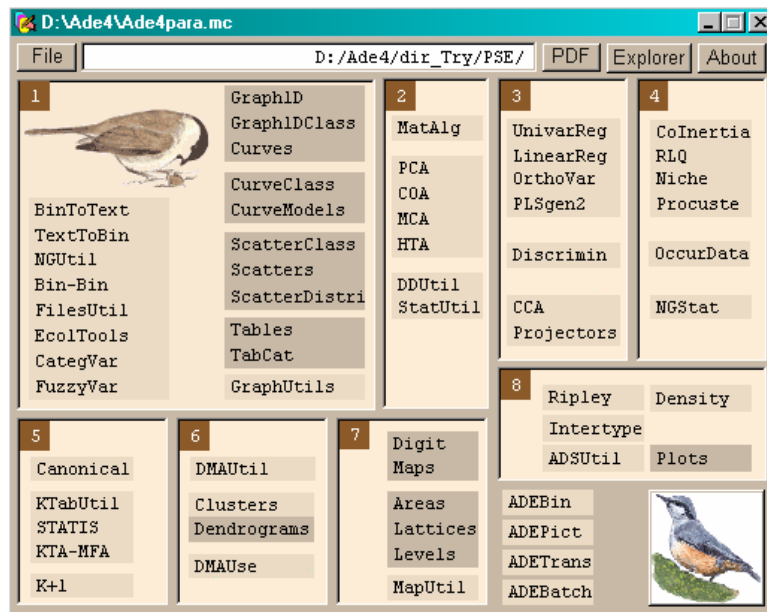 D:\Ade4\Ade4para.mc
File
D:/Ade4/dir_Try/PSE/
PDF
Explorer
About
1
BinToText
TextToBin
NGUtil
Bin-Bin
FilesUtil
EcolTools
CategVar
FuzzyVar
Graph1D
Graph1DClass
Curves
CurveClass
CurveModels
ScatterClass
Scatters
ScatterDistri
Tables
TabCat
GraphUtils
2
MatAlg
PCA
COA
MCA
HTA
DDUtil
StatUtil
3
UnivarReg
LinearReg
OrthoVar
PLSgen2
Discrimin
CCA
Projectors
4
CoInertia
RLQ
Niche
Procuste
OccurData
NGStat
5
Canonical
KTabUtil
STATIS
KTA-MFA
K+1
6
DMAUtil
Clusters
Dendrograms
DMAUse
7
Digit
Maps
Areas
Lattices
Levels
MapUtil
8
Ripley
Density
Intertype
ADSUtil
Plots
ADEBin
ADEPict
ADETrans
ADEBatch